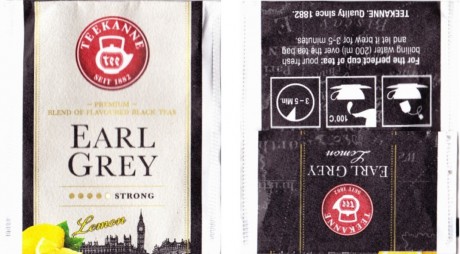 TEEKANNE
tee
SEIT 1882
PREMIUM
BLEND OF FLAVOURED BLACK TEAS
EARL
GREY
STRONG
Lemon
TEEKANNE. Quality since 1882.
For the perfect cup of tea: pour fresh
boiling water (200 ml) over the tea bag
and let it brew for 3-5 minutes.
100°C
3 – 5 Min.
EARL GREY
Lemon
TEEKANNE
tee
SEIT 1882